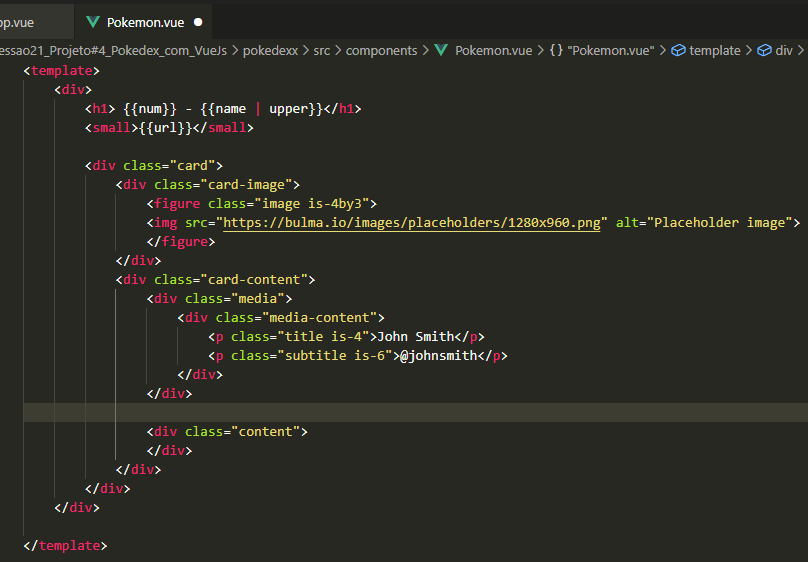 pp.vue Pokemon.vue
essao21_Projeto#4_Pokedex_com_VueJs > pokedexx > src > components > Pokemon.vue > {} "Pokemon.vue" > template > div >
<template>
<div>
<h1> {{num}} - {{name | upper}}</h1>
<small>{{url}}</small>
<div class="card">
<div class="card-image">
<figure class="image is-4by3">
<img src="https://bulma.io/images/placeholders/1280x960.png" alt="Placeholder image">
</figure>
</div>
<div class="card-content">
<div class="media">
<div class="media-content">
<p class="title is-4">John Smith</p>
<p class="subtitle is-6">@johnsmith</p>
</div>
</div>
<div class="content">
</div>
</div>
</div>
</div>
</template>